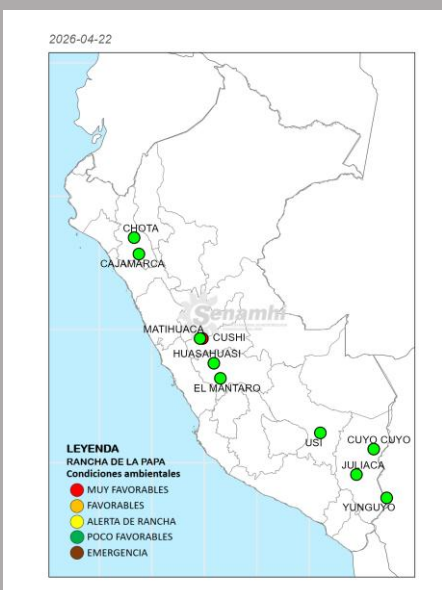 2026-04-22
CHOTA
CAJAMARCA
Senamhi
MATIHUACA
CUSHI
HUASAHUASI
EL MANTARO
USI
CUYO CUYO
JULIACA
YUNGUYO
LEYENDA
RANCHA DE LA PAPA
Condiciones ambientales
MUY FAVORABLES
FAVORABLES
ALERTA DE RANCHA
POCO FAVORABLES
EMERGENCIA